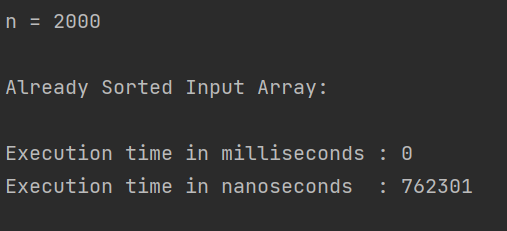 n = 2000
Already Sorted Input Array:
Execution time in milliseconds : 0
Execution time in nanoseconds  : 762301